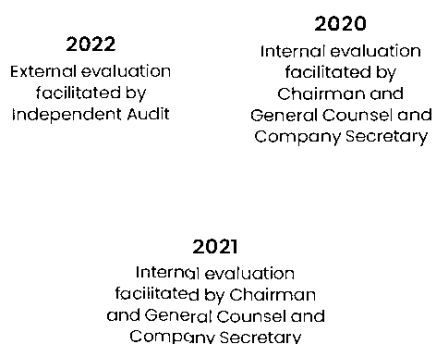 2022
External evaluation
facilitated by
Independent Audit
2020
Internal evaluation
facilitated by
Chairman and
General Counsel and
Company Secretary
2021
Internal evaluation
facilitated by Chairman
and General Counsel and
Company Secretary